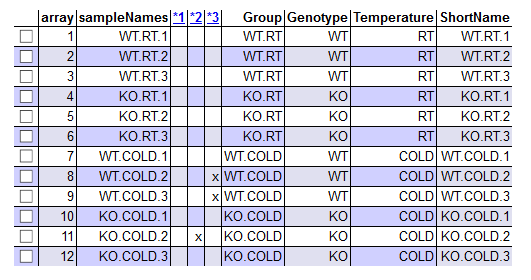 array sampleNames *1 *2 *3 Group Genotype Temperature ShortName
1 WT.RT.1 WT.RT WT RT WT.RT.1
2 WT.RT.2 WT.RT WT RT WT.RT.2
3 WT.RT.3 WT.RT WT RT WT.RT.3
4 KO.RT.1 KO.RT KO RT KO.RT.1
5 KO.RT.2 KO.RT KO RT KO.RT.2
6 KO.RT.3 KO.RT KO RT KO.RT.3
7 WT.COLD.1 WT.COLD WT COLD WT.COLD.1
8 WT.COLD.2 x WT.COLD WT COLD WT.COLD.2
9 WT.COLD.3 x WT.COLD WT COLD WT.COLD.3
10 KO.COLD.1 KO.COLD KO COLD KO.COLD.1
11 KO.COLD.2 x KO.COLD KO COLD KO.COLD.2
12 KO.COLD.3 KO.COLD KO COLD KO.COLD.3